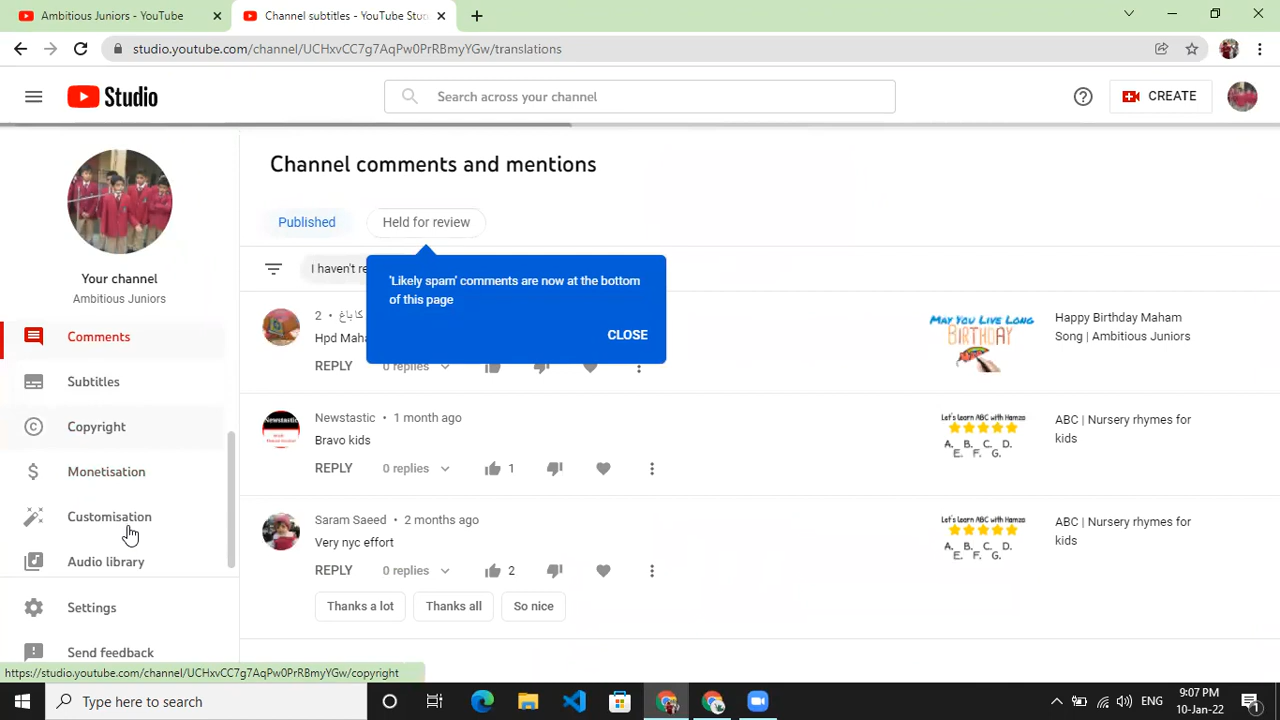 Ambitious Juniors - YouTube
Channel subtitles - YouTube Stu
studio.youtube.com/channel/UCHxvCC7g7AqPw0PrRBmyYGw/translations
Studio
Search across your channel
CREATE
Your channel
Ambitious Juniors
Comments
Subtitles
Copyright
Monetisation
Customisation
Audio library
Settings
Send feedback
Channel comments and mentions
Published
Held for review
I haven't re
'Likely spam' comments are now at the bottom
of this page
CLOSE
2 • كاباغ
Hpd Maha
REPLY 0 replies
Happy Birthday Maham
Song | Ambitious Juniors
MAY YOU LIVE LONG
BIRTHDAY
Newstastic • 1 month ago
Newstastic
Bravo kids
REPLY 0 replies 1
Let's learn ABC with Hamza
A. B. C. D.
E. F. G.
ABC | Nursery rhymes for
kids
Saram Saeed • 2 months ago
Very nyc effort
REPLY 0 replies 2
Thanks a lot
Thanks all
So nice
Let's learn ABC with Hamza
A. B. C. D.
E. F. G.
ABC | Nursery rhymes for
kids
https://studio.youtube.com/channel/UCHxvCC7g7AqPw0PrRBmyYGw/copyright
Type here to search
ENG
9:07 PM
10-Jan-22
1